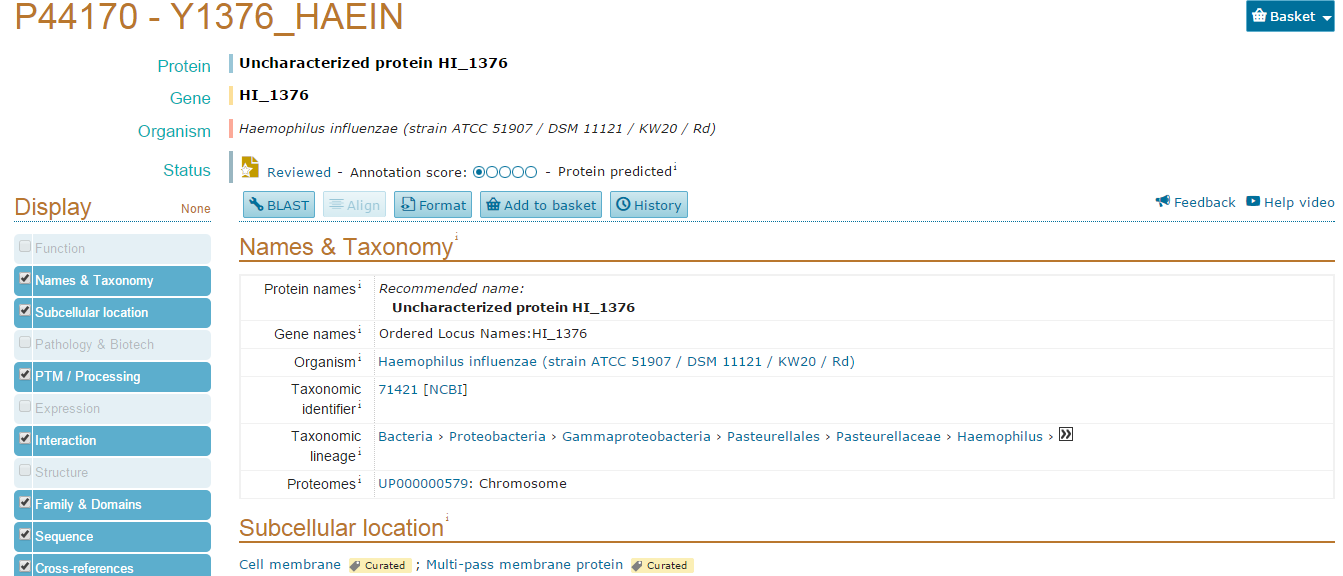 P44170 - Y1376_HAEIN
Basket
Protein
Uncharacterized protein HI_1376
Gene
HI_1376
Organism
Haemophilus influenzae (strain ATCC 51907 / DSM 11121 / KW20 / Rd)
Status
Reviewed - Annotation score: - Protein predicted i
Display None
BLAST Align Format Add to basket History
Feedback Help video
Function
Names & Taxonomy
Subcellular location
Pathology & Biotech
PTM / Processing
Expression
Interaction
Structure
Family & Domains
Sequence
Cross-references
Names & Taxonomy i
Protein names i
Recommended name:
Uncharacterized protein HI_1376
Gene names i
Ordered Locus Names:HI_1376
Organism i
Haemophilus influenzae (strain ATCC 51907 / DSM 11121 / KW20 / Rd)
Taxonomic
identifier i
71421 [NCBI]
Taxonomic
lineage i
Bacteria › Proteobacteria › Gammaproteobacteria › Pasteurellales › Pasteurellaceae › Haemophilus ›
Proteomes i
UP000000579: Chromosome
Subcellular location i
Cell membrane Curated ; Multi-pass membrane protein Curated